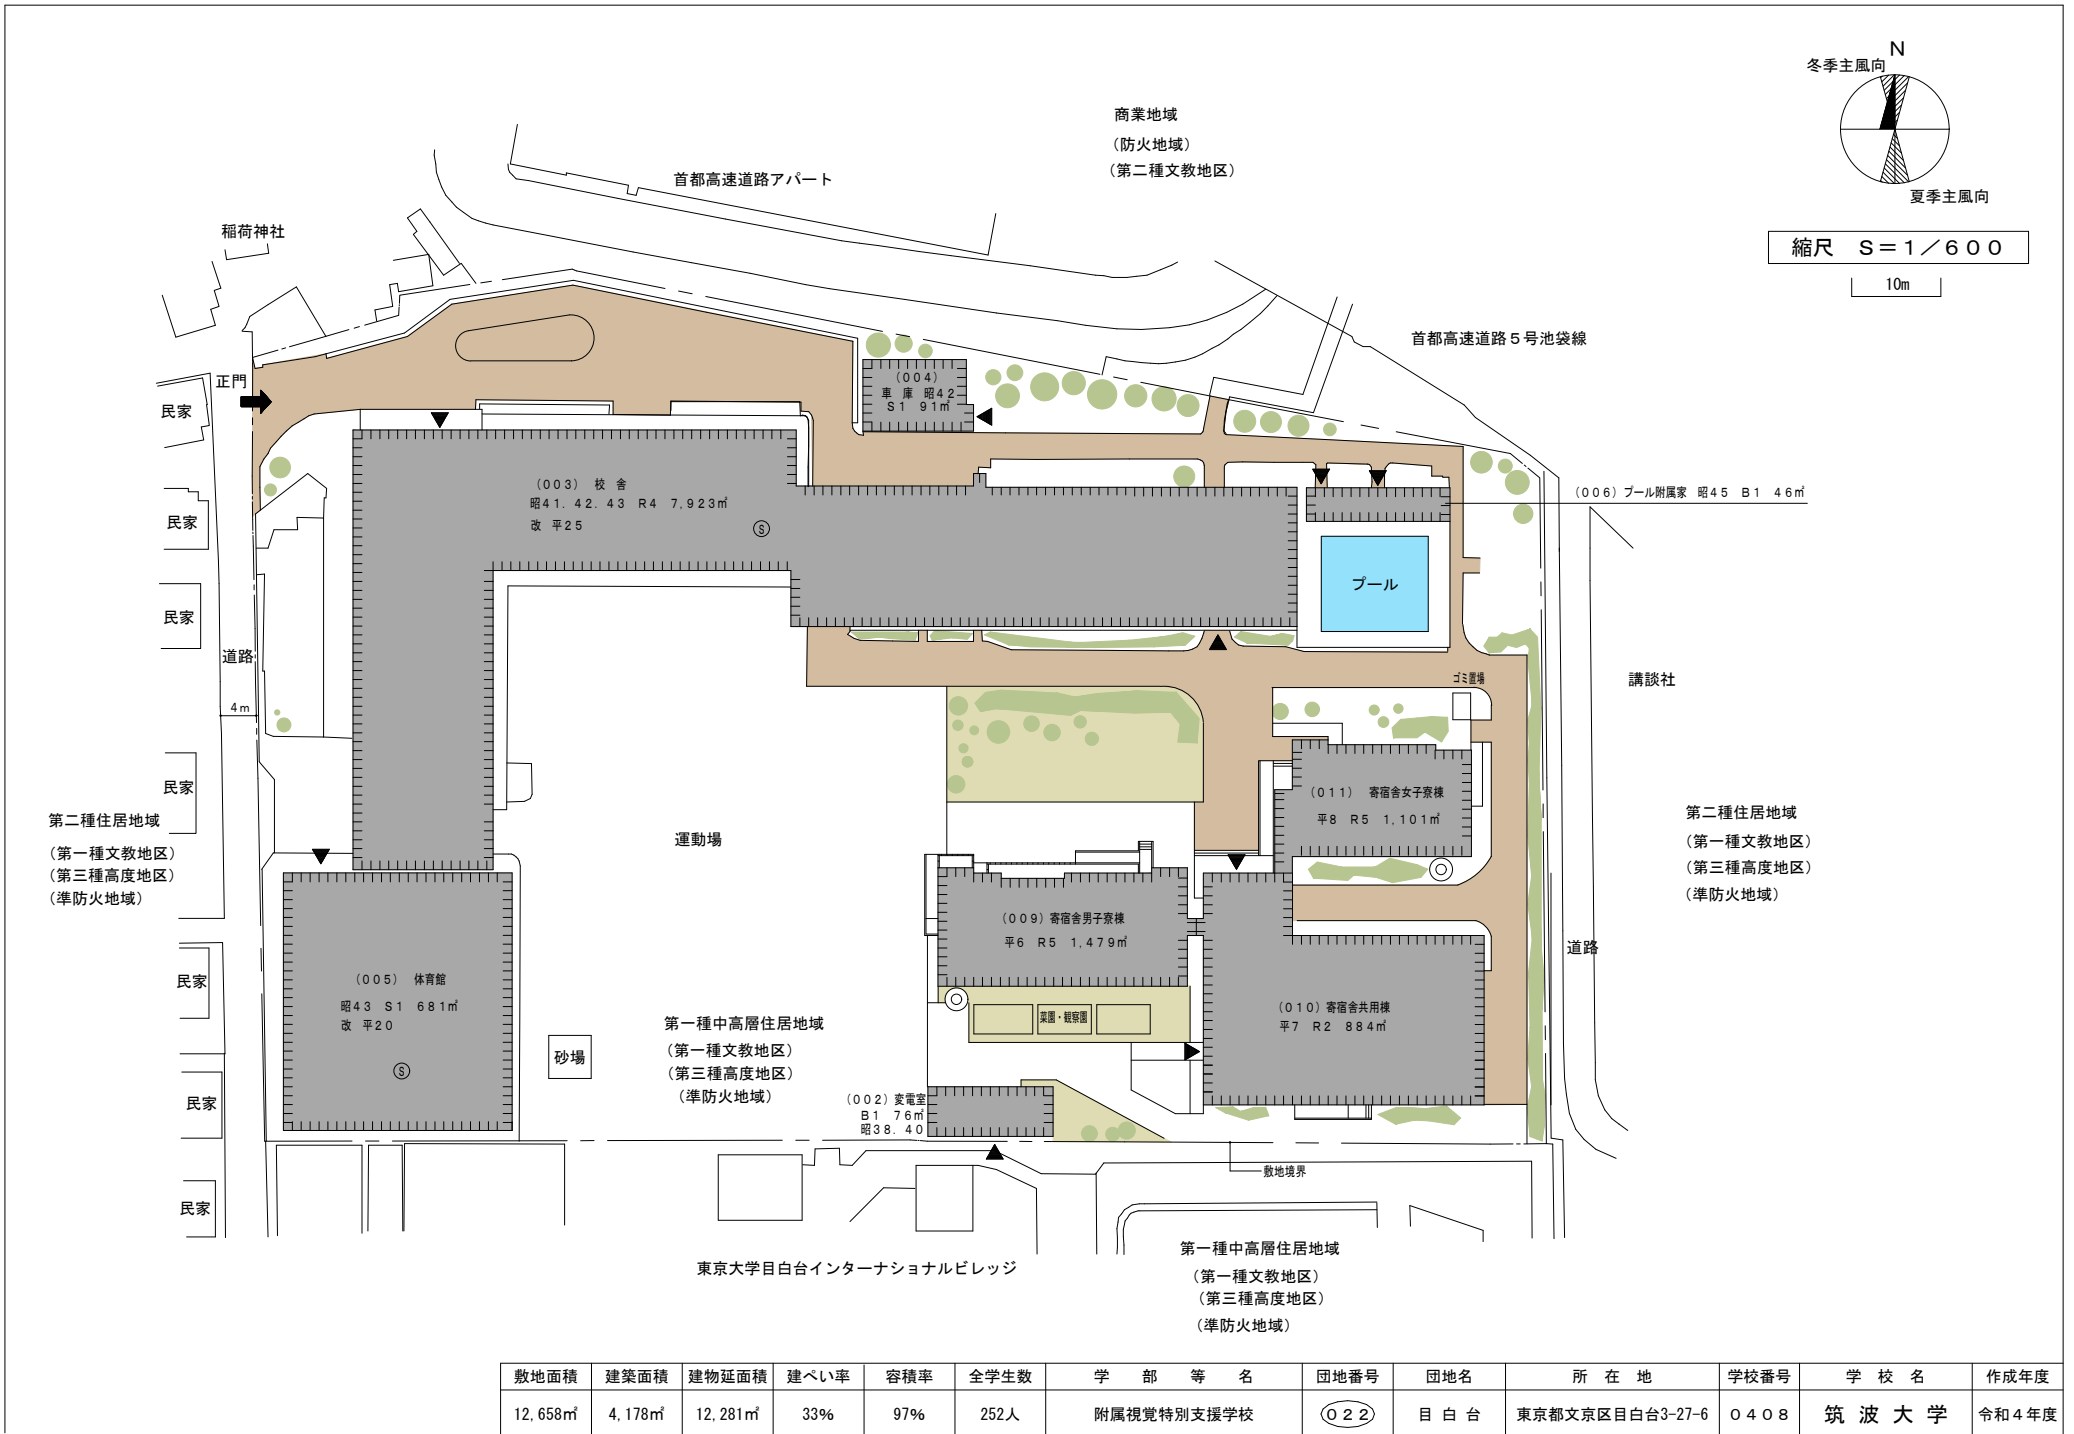 N
冬季主風向
夏季主風向
縮尺 S=1/600
10m
商業地域
(防火地域)
(第二種文教地区)
首都高速道路アパート
稲荷神社
首都高速道路5号池袋線
正門
民家
(004)
車 庫 昭42
S1 91㎡
(003) 校 舎
昭41.42.43 R4 7,923㎡
改 平25
S
(006)プール附属家 昭45 B1 46㎡
民家
プール
民家
道路
4m
講談社
ゴミ置場
民家
第二種住居地域
(第一種文教地区)
(第三種高度地区)
(準防火地域)
運動場
(011) 寄宿舎女子寮棟
平8 R5 1,101㎡
第二種住居地域
(第一種文教地区)
(第三種高度地区)
(準防火地域)
(009)寄宿舎男子寮棟
平6 R5 1,479㎡
道路
民家
(005) 体育館
昭43 S1 681㎡
改 平20
S
(010)寄宿舎共用棟
平7 R2 884㎡
菜園・観察園
第一種中高層住居地域
(第一種文教地区)
(第三種高度地区)
(準防火地域)
砂場
民家
(002)変電室
B1 76㎡
昭38.40
敷地境界
民家
東京大学目白台インターナショナルビレッジ
第一種中高層住居地域
(第一種文教地区)
(第三種高度地区)
(準防火地域)
敷地面積 建築面積 建物延面積 建ぺい率 容積率 全学生数 学 部 等 名 団地番号 団地名 所 在 地 学校番号 学 校 名 作成年度
12,658㎡ 4,178㎡ 12,281㎡ 33% 97% 252人 附属視覚特別支援学校 022 目 白 台 東京都文京区目白台3-27-6 0408 筑 波 大 学 令和4年度